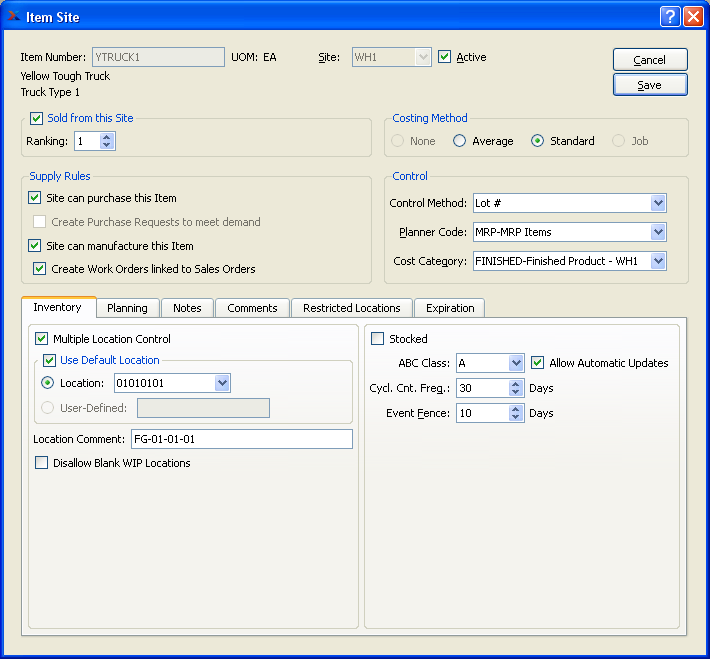 Item Site
Item Number: YTRUCK1 UOM: EA Site: WH1 Active
Cancel
Yellow Tough Truck
Truck Type 1
Save
Sold from this Site
Ranking: 1
Costing Method
None Average Standard Job
Supply Rules
Site can purchase this Item
Create Purchase Requests to meet demand
Site can manufacture this Item
Create Work Orders linked to Sales Orders
Control
Control Method: Lot #
Planner Code: MRP-MRP Items
Cost Category: FINISHED-Finished Product - WH1
Inventory Planning Notes Comments Restricted Locations Expiration
Multiple Location Control
Use Default Location
Location: 01010101
User-Defined:
Location Comment: FG-01-01-01
Disallow Blank WIP Locations
Stocked
ABC Class: A Allow Automatic Updates
Cycl. Cnt. Freq.: 30 Days
Event Fence: 10 Days